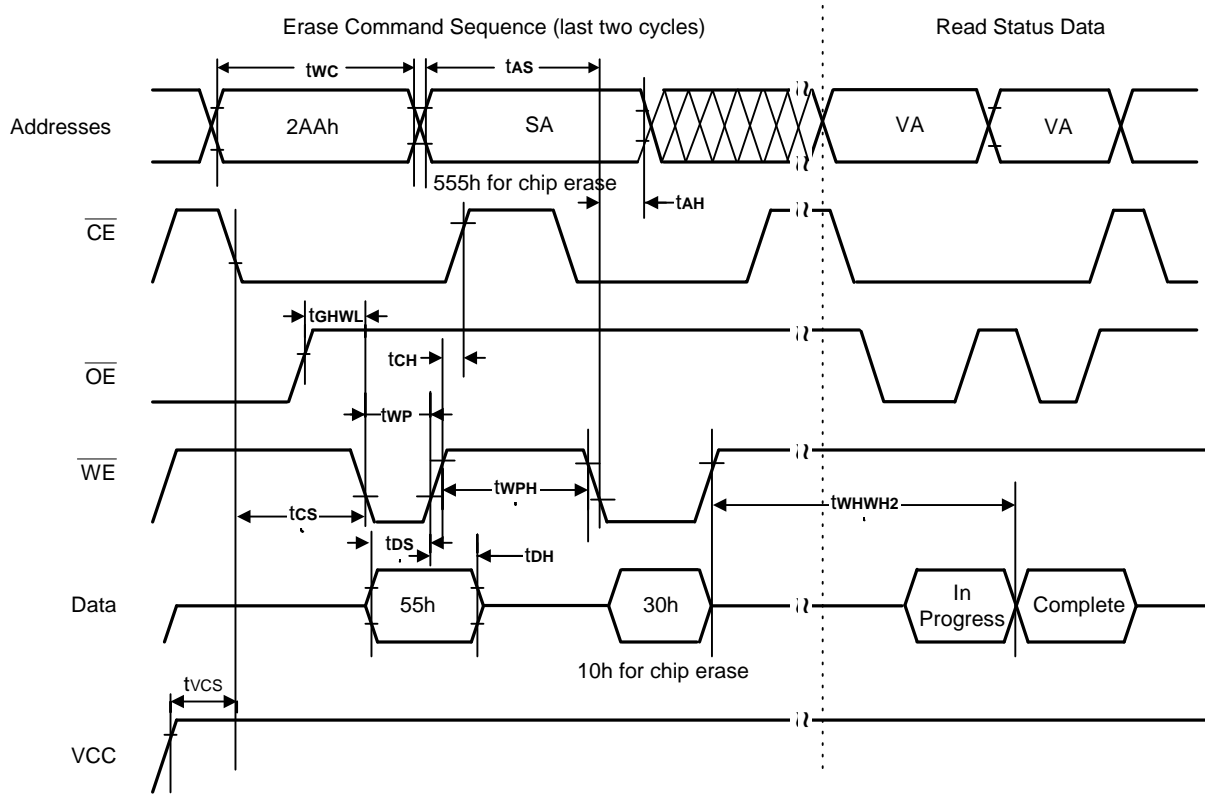 Erase Command Sequence (last two cycles)
Read Status Data
tWC
tAS
Addresses
2AAh
SA
VA
VA
555h for chip erase
tAH
CE
tGHWL
OE
tCH
tWP
WE
tWPH
tWHWH2
tCS
tDS
tDH
Data
55h
30h
In
Progress
Complete
10h for chip erase
tVCS
VCC